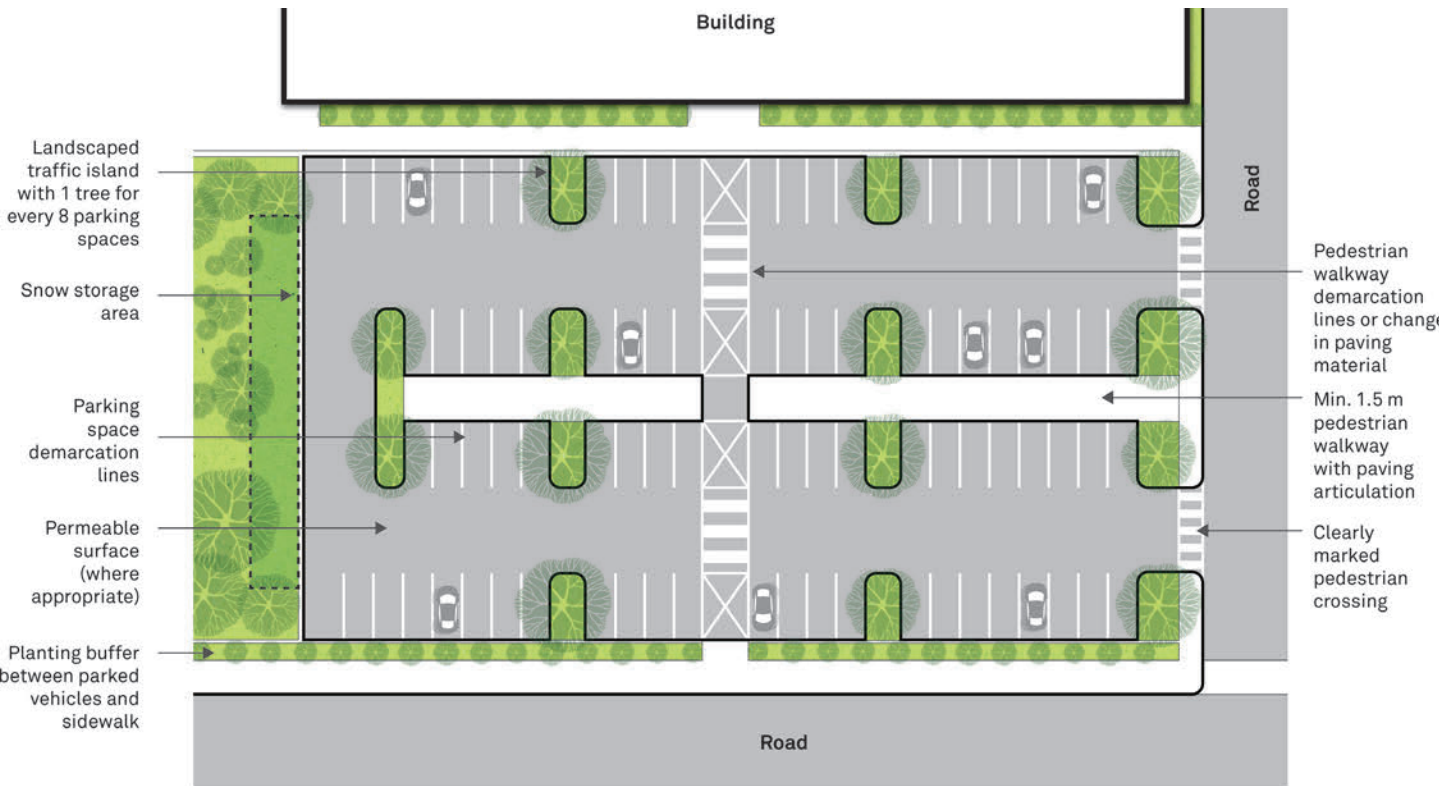 Building
Landscaped
traffic island
with 1 tree for
every 8 parking
spaces
Snow storage
area
Parking
space
demarcation
lines
Permeable
surface
(where
appropriate)
Planting buffer
between parked
vehicles and
sidewalk
Road
Pedestrian
walkway
demarcation
lines or change
in paving
material
Min. 1.5 m
pedestrian
walkway
with paving
articulation
Clearly
marked
pedestrian
crossing
Road